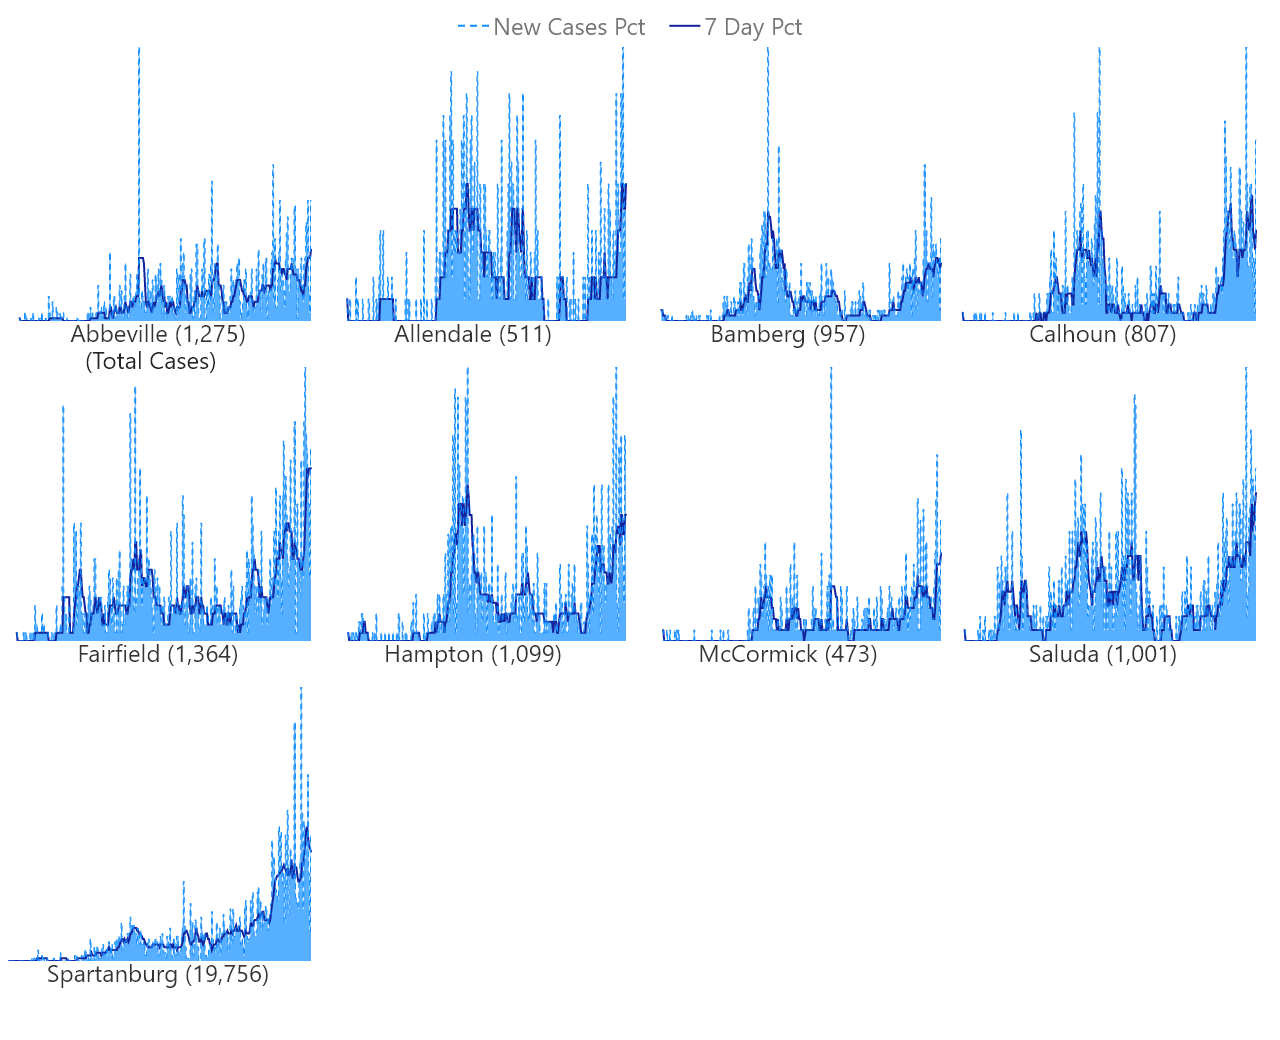 New Cases Pct 7 Day Pct
Abbeville (1,275)
(Total Cases)
Allendale (511)
Bamberg (957)
Calhoun (807)
Fairfield (1,364)
Hampton (1,099)
McCormick (473)
Saluda (1,001)
Spartanburg (19,756)